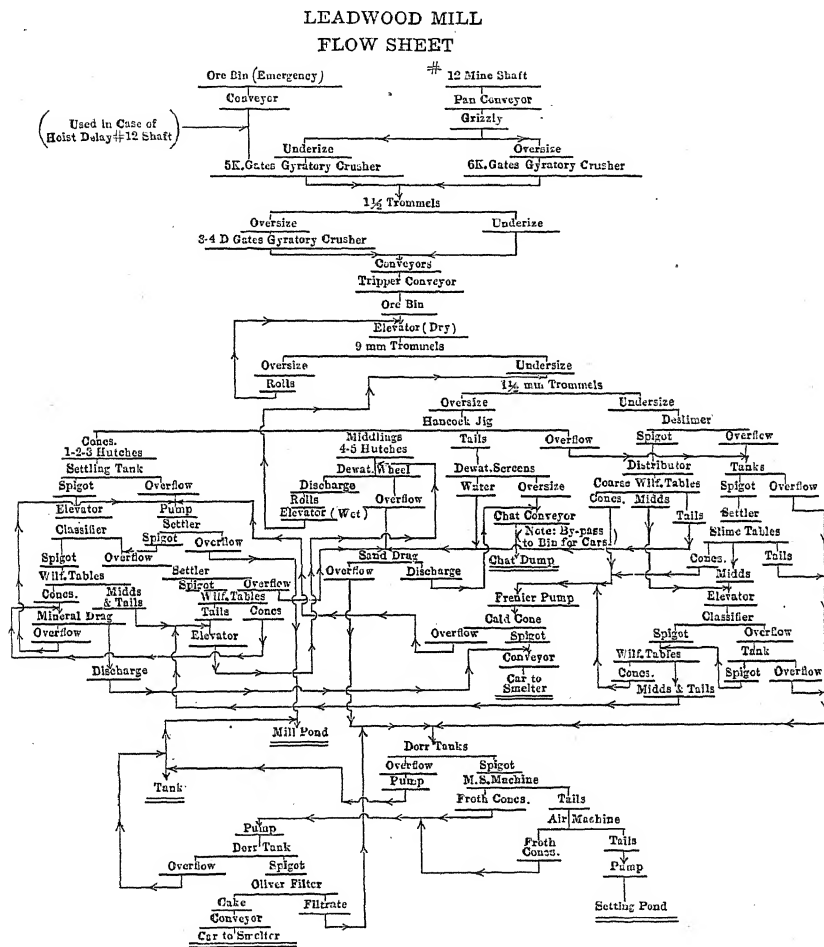 LEADWOOD MILL
FLOW SHEET
Ore Bin (Emergency)
# 12 Mine Shaft
Conveyor
Pan Conveyor
(Used in Case of
Hoist Delay #12 Shaft)
Grizzly
Underize
Oversize
5K. Gates Gyratory Crusher
6K. Gates Gyratory Crusher
1½ Trommels
Oversize
Underize
3-4 D Gates Gyratory Crusher
Conveyors
Tripper Conveyor
Ore Bin
Elevator (Dry)
9 mm Trommels
Oversize
Undersize
Rolls
1½ mm Trommels
Oversize
Undersize
Hancock Jig
Deslimer
Concs.
1-2-3 Hutches
Middlings
4-5 Hutches
Tails
Overflow
Spigot
Overflow
Settling Tank
Dewat. Wheel
Dewat. Screens
Distributor
Tanks
Spigot
Overflow
Discharge
Overflow
Water
Oversize
Coarse Wilf. Tables
Spigot
Overflow
Elevator
Pump
Rolls
Concs.
Midds
Tails
Settler
Classifier
Settler
Elevator (Wet)
Chat Conveyor
Slime Tables
Spigot
Overflow
Spigot
Overflow
(Note: By-pass
to Bin for Cars)
Concs.
Midds
Tails
Wilf. Tables
Settler
Sand Drag
Chat Dump
Elevator
Concs.
Midds
& Tails
Spigot
Overflow
Overflow
Discharge
Frenier Pump
Classifier
Mineral Drag
Wilf. Tables
Cald Cone
Spigot
Overflow
Overflow
Tails
Concs
Overflow
Spigot
Wilf. Tables
Tank
Discharge
Elevator
Conveyor
Concs.
Midds & Tails
Spigot
Overflow
Car to
Smelter
Mill Pond
Dorr Tanks
Tank
Overflow
Spigot
Pump
M.S. Machine
Froth Concs.
Tails
Pump
Air Machine
Dorr Tank
Froth
Concs.
Tails
Overflow
Spigot
Pump
Oliver Filter
Cake
Filtrate
Setting Pond
Conveyor
Car to Smelter